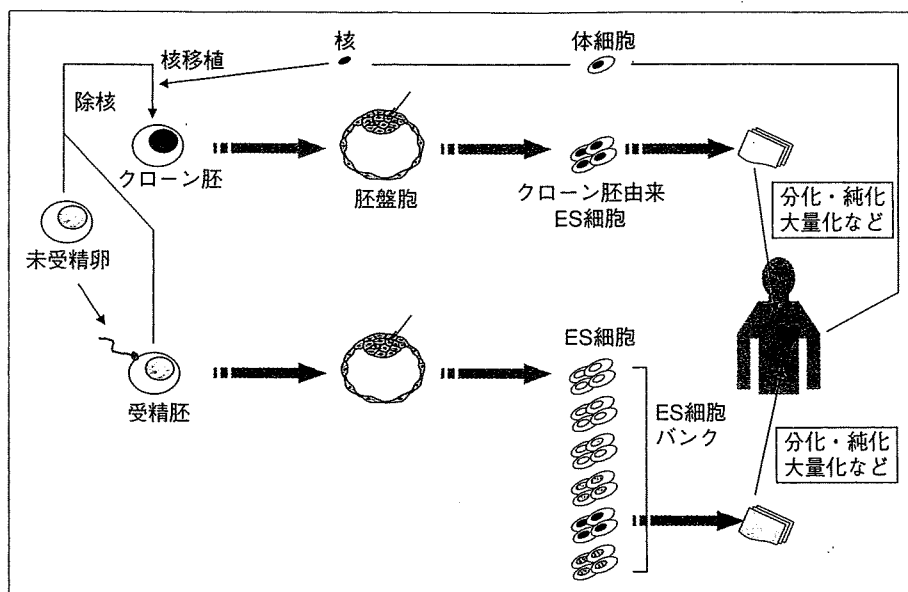 核
体細胞
核移植
除核
クローン胚
胚盤胞
クローン胚由来
ES細胞
分化・純化
大量化など
未受精卵
受精胚
ES細胞
ES細胞
バンク
分化・純化
大量化など